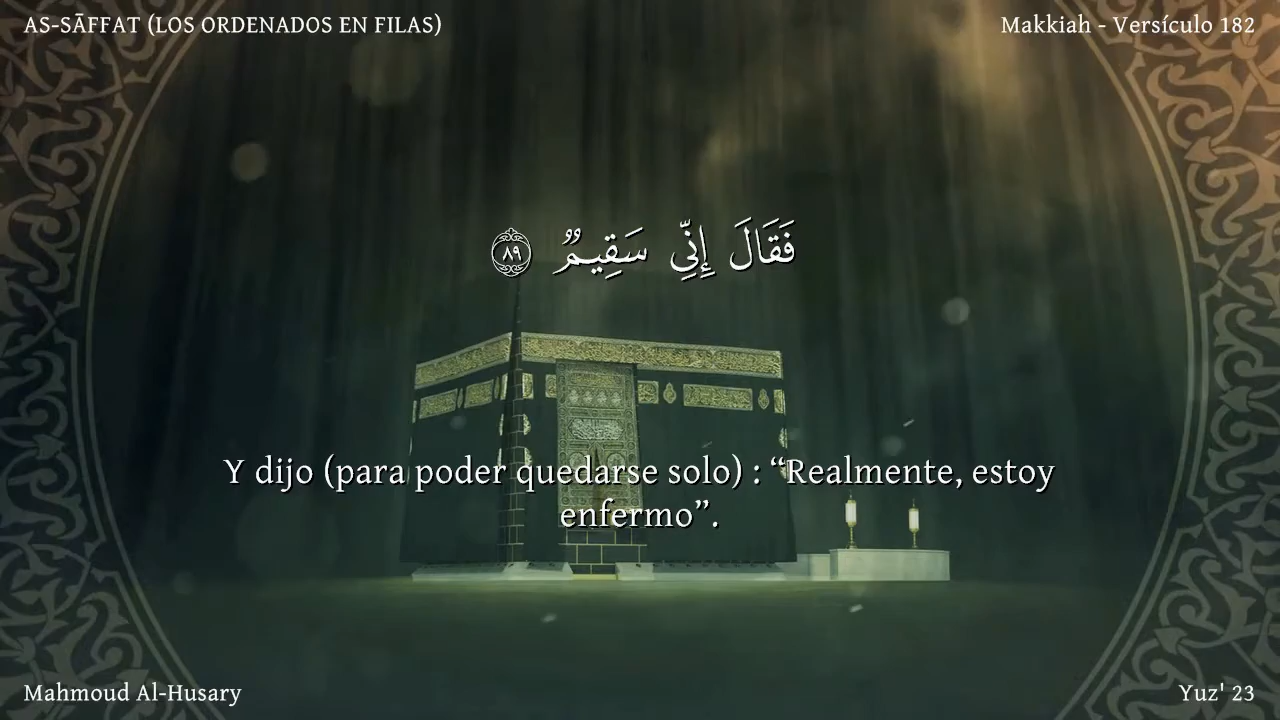 AS-SĀFFAT (LOS ORDENADOS EN FILAS)
Makkiah - Versículo 182
فَقَالَ إِنِّي سَقِيمٌ ٨٩
Y dijo (para poder quedarse solo) : “Realmente, estoy
enfermo”.
Mahmoud Al-Husary
Yuz' 23